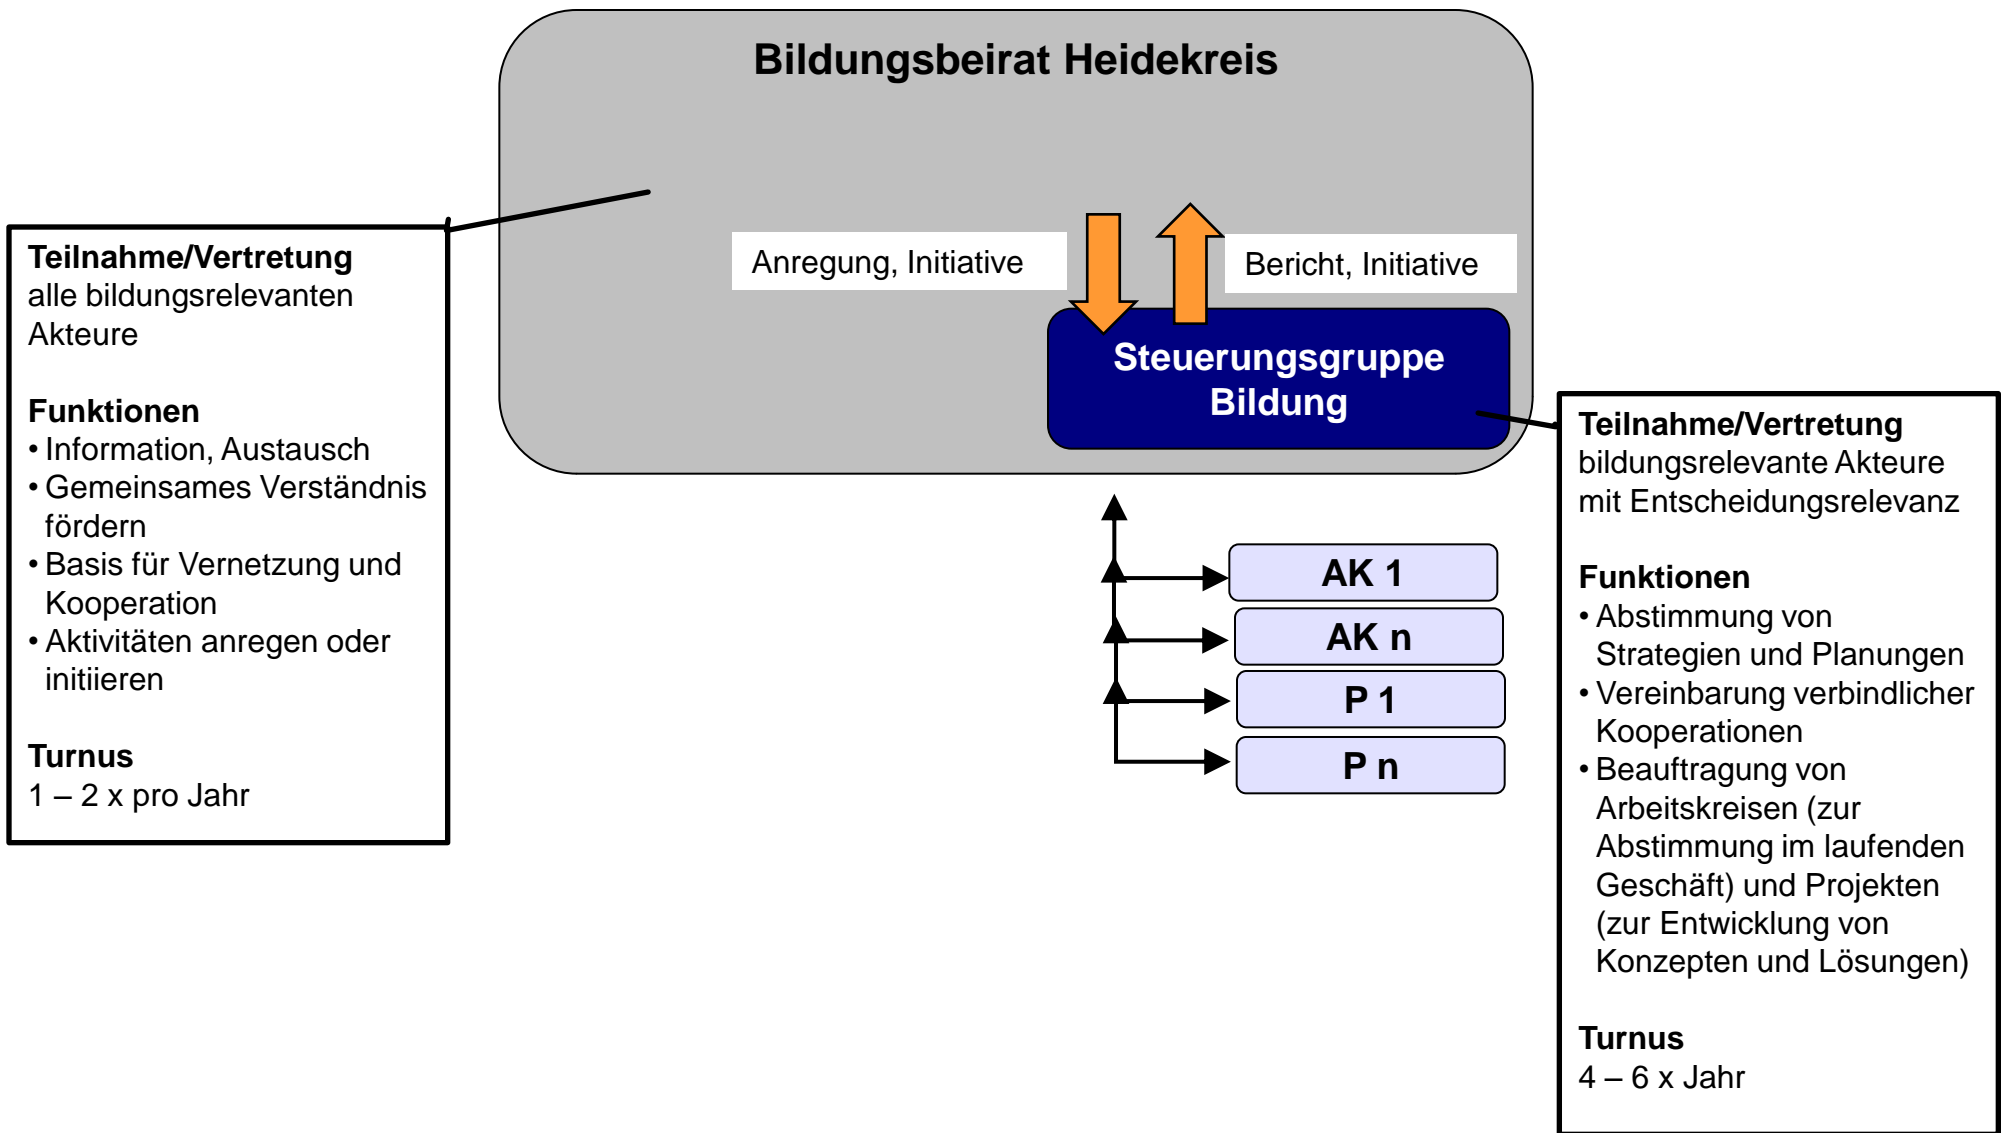 Bildungsbeirat Heidekreis
Teilnahme/Vertretung
alle bildungsrelevanten
Akteure
Funktionen
• Information, Austausch
• Gemeinsames Verständnis
fördern
• Basis für Vernetzung und
Kooperation
• Aktivitäten anregen oder
initiieren
Turnus
1 – 2 x pro Jahr
Anregung, Initiative
Bericht, Initiative
Steuerungsgruppe
Bildung
AK 1
AK n
P 1
P n
Teilnahme/Vertretung
bildungsrelevante Akteure
mit Entscheidungsrelevanz
Funktionen
• Abstimmung von
Strategien und Planungen
• Vereinbarung verbindlicher
Kooperationen
• Beauftragung von
Arbeitskreisen (zur
Abstimmung im laufenden
Geschäft) und Projekten
(zur Entwicklung von
Konzepten und Lösungen)
Turnus
4 – 6 x Jahr